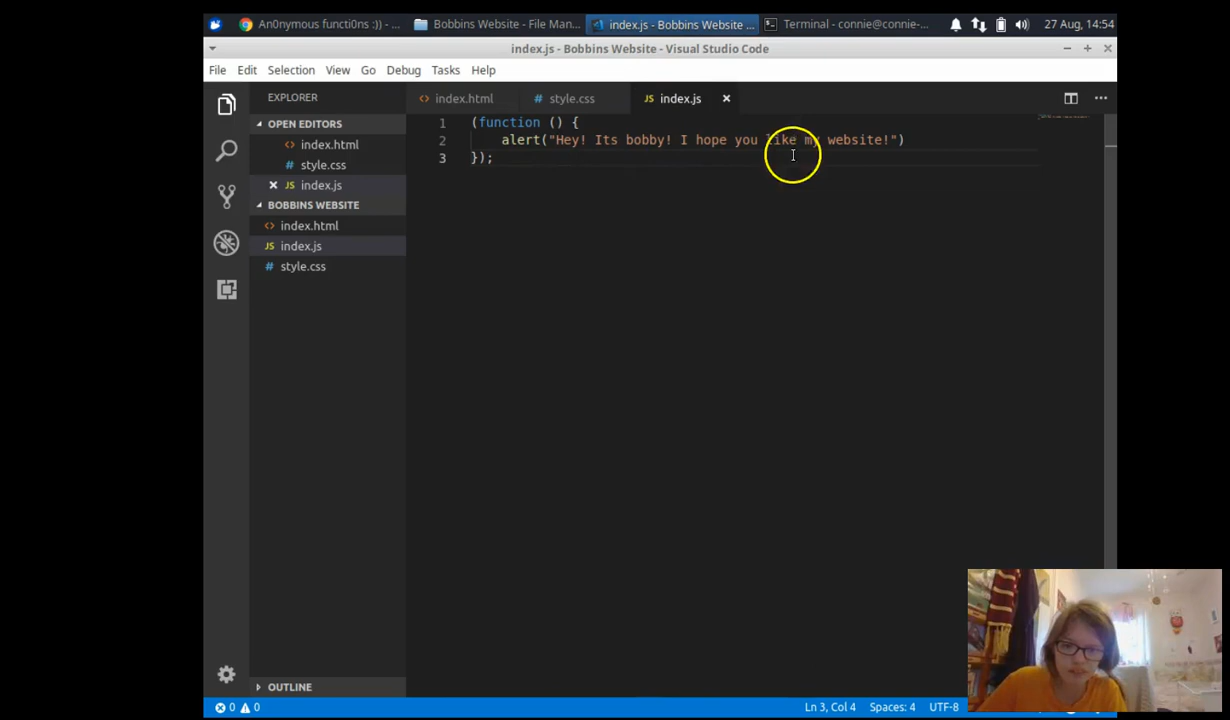 An0nymous functi0ns ;)) - ...
Bobbins Website - File Man...
index.js - Bobbins Website ...
Terminal - connie@connie-...
27 Aug, 14:54
index.js - Bobbins Website - Visual Studio Code
File Edit Selection View Go Debug Tasks Help
EXPLORER
OPEN EDITORS
index.html
# style.css
JS index.js
BOBBINS WEBSITE
index.html
JS index.js
# style.css
OUTLINE
index.html
# style.css
JS index.js
1 (function () {
2 alert("Hey! Its bobby! I hope you like my website!")
3 });
0 0
Ln 3, Col 4
Spaces: 4
UTF-8